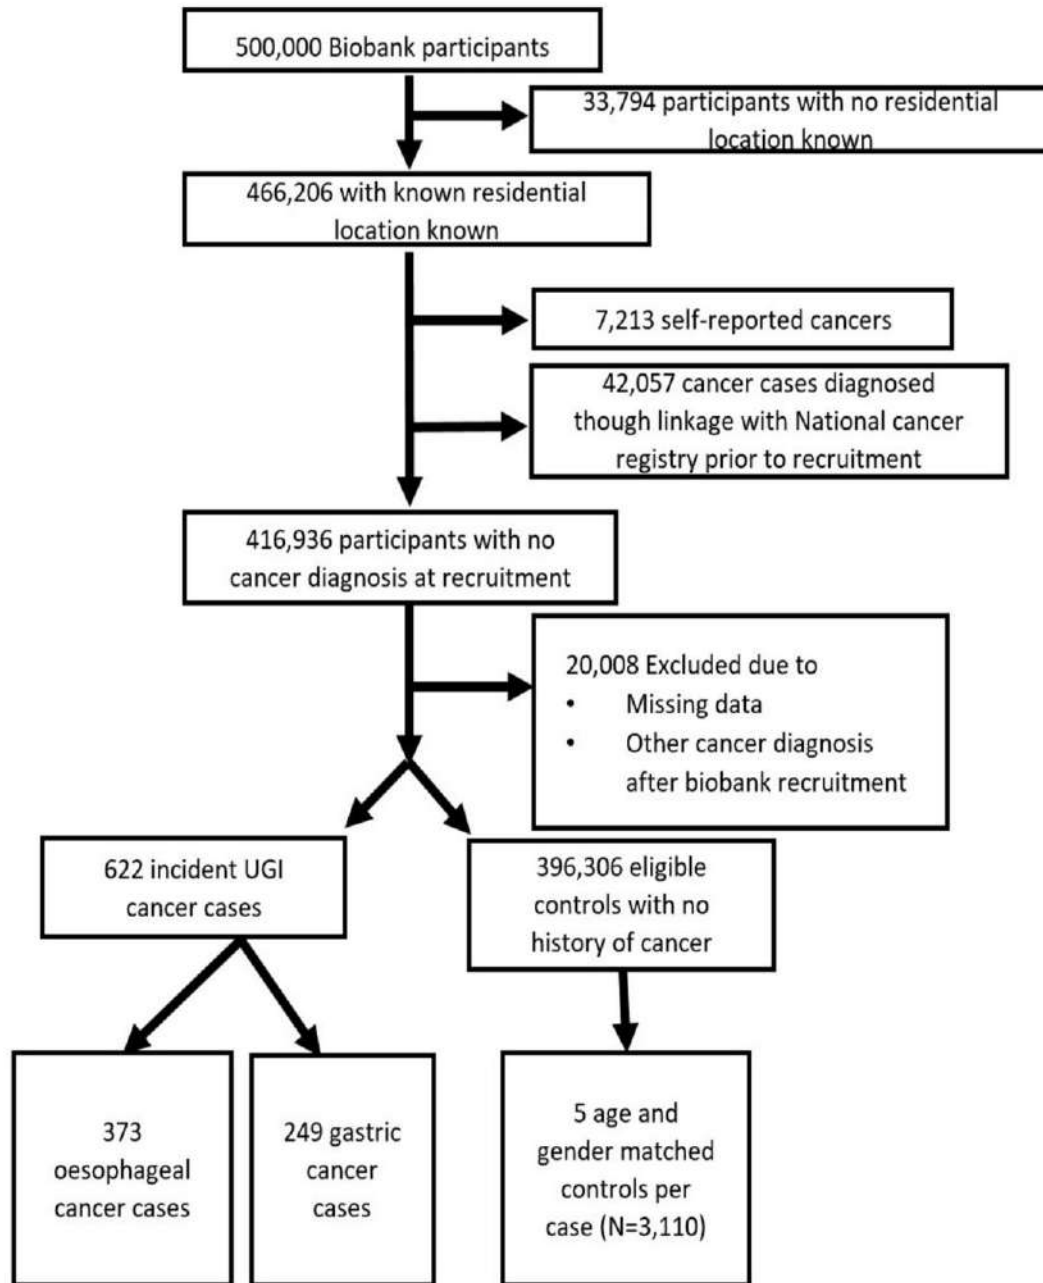 500,000 Biobank participants
33,794 participants with no residential
location known
466,206 with known residential
location known
7,213 self-reported cancers
42,057 cancer cases diagnosed
though linkage with National cancer
registry prior to recruitment
416,936 participants with no
cancer diagnosis at recruitment
20,008 Excluded due to
• Missing data
• Other cancer diagnosis
after biobank recruitment
622 incident UGI
cancer cases
396,306 eligible
controls with no
history of cancer
373
oesophageal
cancer cases
249 gastric
cancer
cases
5 age and
gender matched
controls per
case (N=3,110)